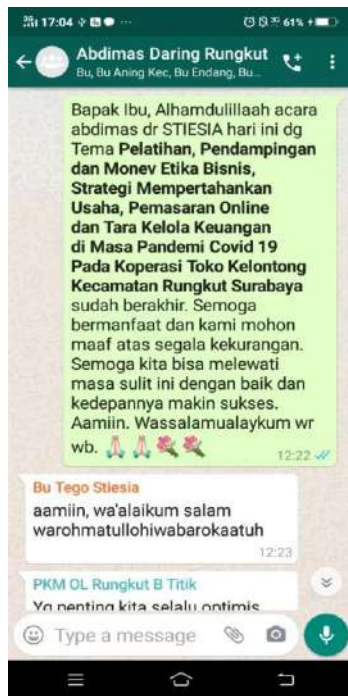 17:04
61%
Abdimas Daring Rungkut
Bu, Bu Aning Kec, Bu Endang, Bu...
Bapak Ibu, Alhamdulillaah acara
abdimas dr STIESIA hari ini dg
Tema Pelatihan, Pendampingan
dan Monev Etika Bisnis,
Strategi Mempertahankan
Usaha, Pemasaran Online
dan Tara Kelola Keuangan
di Masa Pandemi Covid 19
Pada Koperasi Toko Kelontong
Kecamatan Rungkut Surabaya
sudah berakhir. Semoga
bermanfaat dan kami mohon
maaf atas segala kekurangan.
Semoga kita bisa melewati
masa sulit ini dengan baik dan
kedepannya makin sukses.
Aamiin. Wassalamualaykum wr
wb. 🙏🙏💐💐
12:22
Bu Tego Stiesia
aamiin, wa'alaikum salam
warohmatullohiwabarokaatuh
12:23
PKM OL Rungkut B Titik
Yg penting kita selalu optimis
Type a message